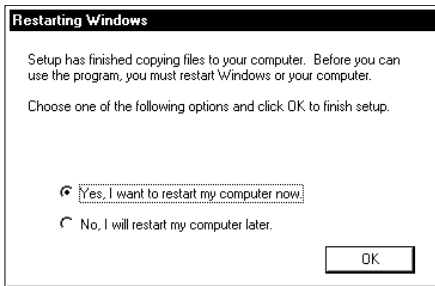 Restarting Windows
Setup has finished copying files to your computer. Before you can
use the program, you must restart Windows or your computer.
Choose one of the following options and click OK to finish setup.
Yes, I want to restart my computer now.
No, I will restart my computer later.
OK